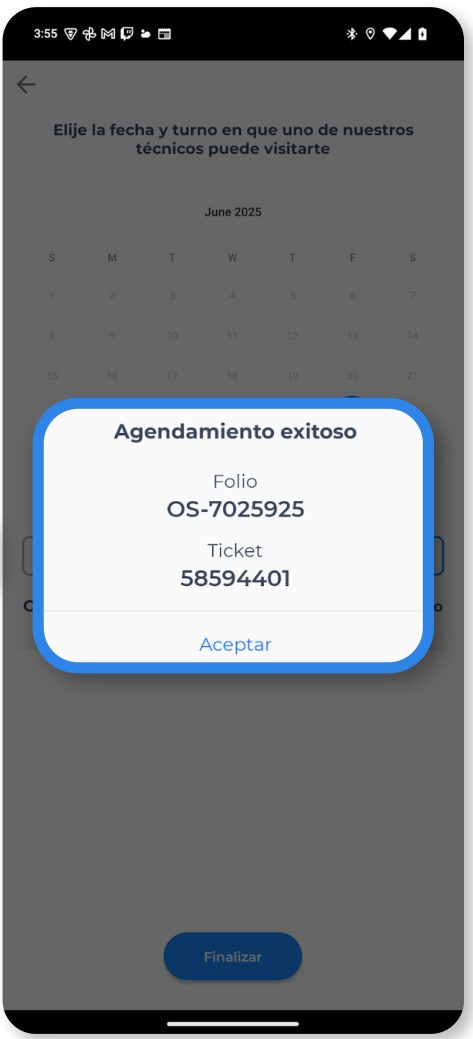 3:55
Elije la fecha y turno en que uno de nuestros
técnicos puede visitarte
June 2025
S M T W T F S
1 2 3 4 5 6 7
8 9 10 11 12 13 14
15 16 17 18 19 20 21
Agendamiento exitoso
Folio
OS-7025925
Ticket
58594401
Aceptar
Finalizar